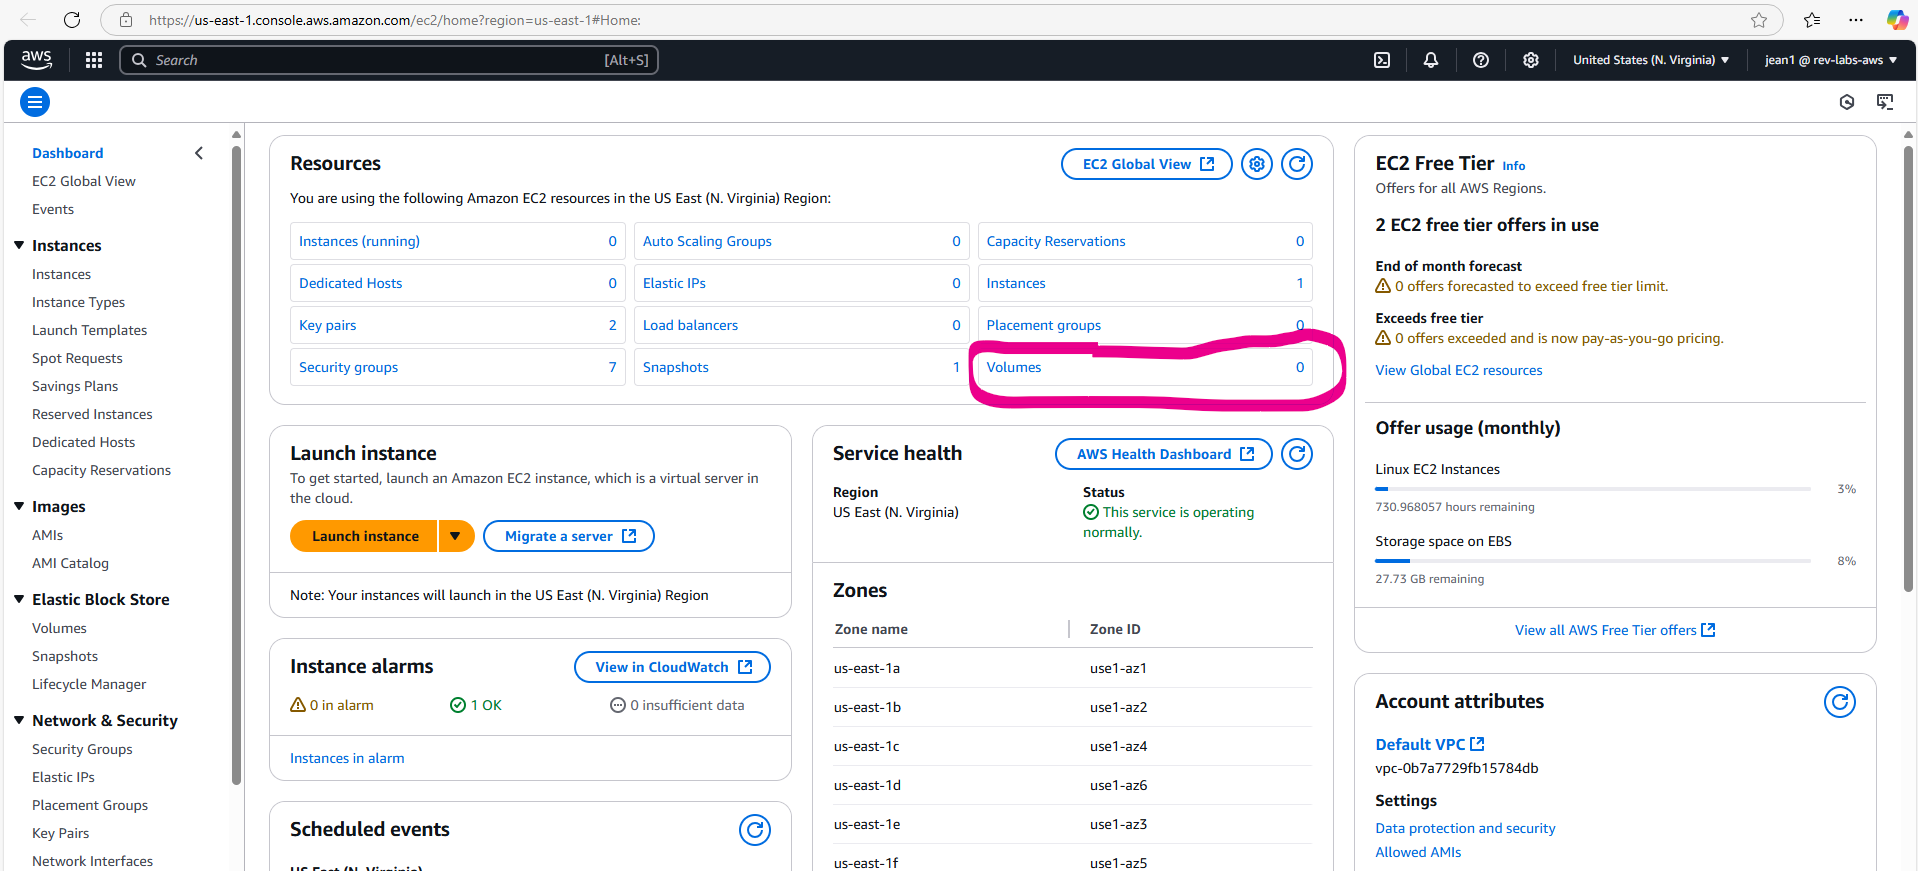 https://us-east-1.console.aws.amazon.com/ec2/home?region=us-east-1#Home:
aws
Search
[Alt+S]
United States (N. Virginia)
jean1 @ rev-labs-aws
Dashboard
EC2 Global View
Events
Instances
Instances
Instance Types
Launch Templates
Spot Requests
Savings Plans
Reserved Instances
Dedicated Hosts
Capacity Reservations
Images
AMIs
AMI Catalog
Elastic Block Store
Volumes
Snapshots
Lifecycle Manager
Network & Security
Security Groups
Elastic IPs
Placement Groups
Key Pairs
Network Interfaces
Resources
EC2 Global View
You are using the following Amazon EC2 resources in the US East (N. Virginia) Region:
Instances (running) 0
Auto Scaling Groups 0
Capacity Reservations 0
Dedicated Hosts 0
Elastic IPs 0
Instances 1
Key pairs 2
Load balancers 0
Placement groups 0
Security groups 7
Snapshots 1
Volumes 0
Launch instance
To get started, launch an Amazon EC2 instance, which is a virtual server in
the cloud.
Launch instance
Migrate a server
Note: Your instances will launch in the US East (N. Virginia) Region
Instance alarms
View in CloudWatch
0 in alarm
1 OK
0 insufficient data
Instances in alarm
Scheduled events
US East (N. Virginia)
Service health
AWS Health Dashboard
Region
US East (N. Virginia)
Status
This service is operating
normally.
Zones
Zone name Zone ID
us-east-1a use1-az1
us-east-1b use1-az2
us-east-1c use1-az4
us-east-1d use1-az6
us-east-1e use1-az3
us-east-1f use1-az5
EC2 Free Tier Info
Offers for all AWS Regions.
2 EC2 free tier offers in use
End of month forecast
0 offers forecasted to exceed free tier limit.
Exceeds free tier
0 offers exceeded and is now pay-as-you-go pricing.
View Global EC2 resources
Offer usage (monthly)
Linux EC2 Instances
3%
730.968057 hours remaining
Storage space on EBS
8%
27.73 GB remaining
View all AWS Free Tier offers
Account attributes
Default VPC
vpc-0b7a7729fb15784db
Settings
Data protection and security
Allowed AMIs